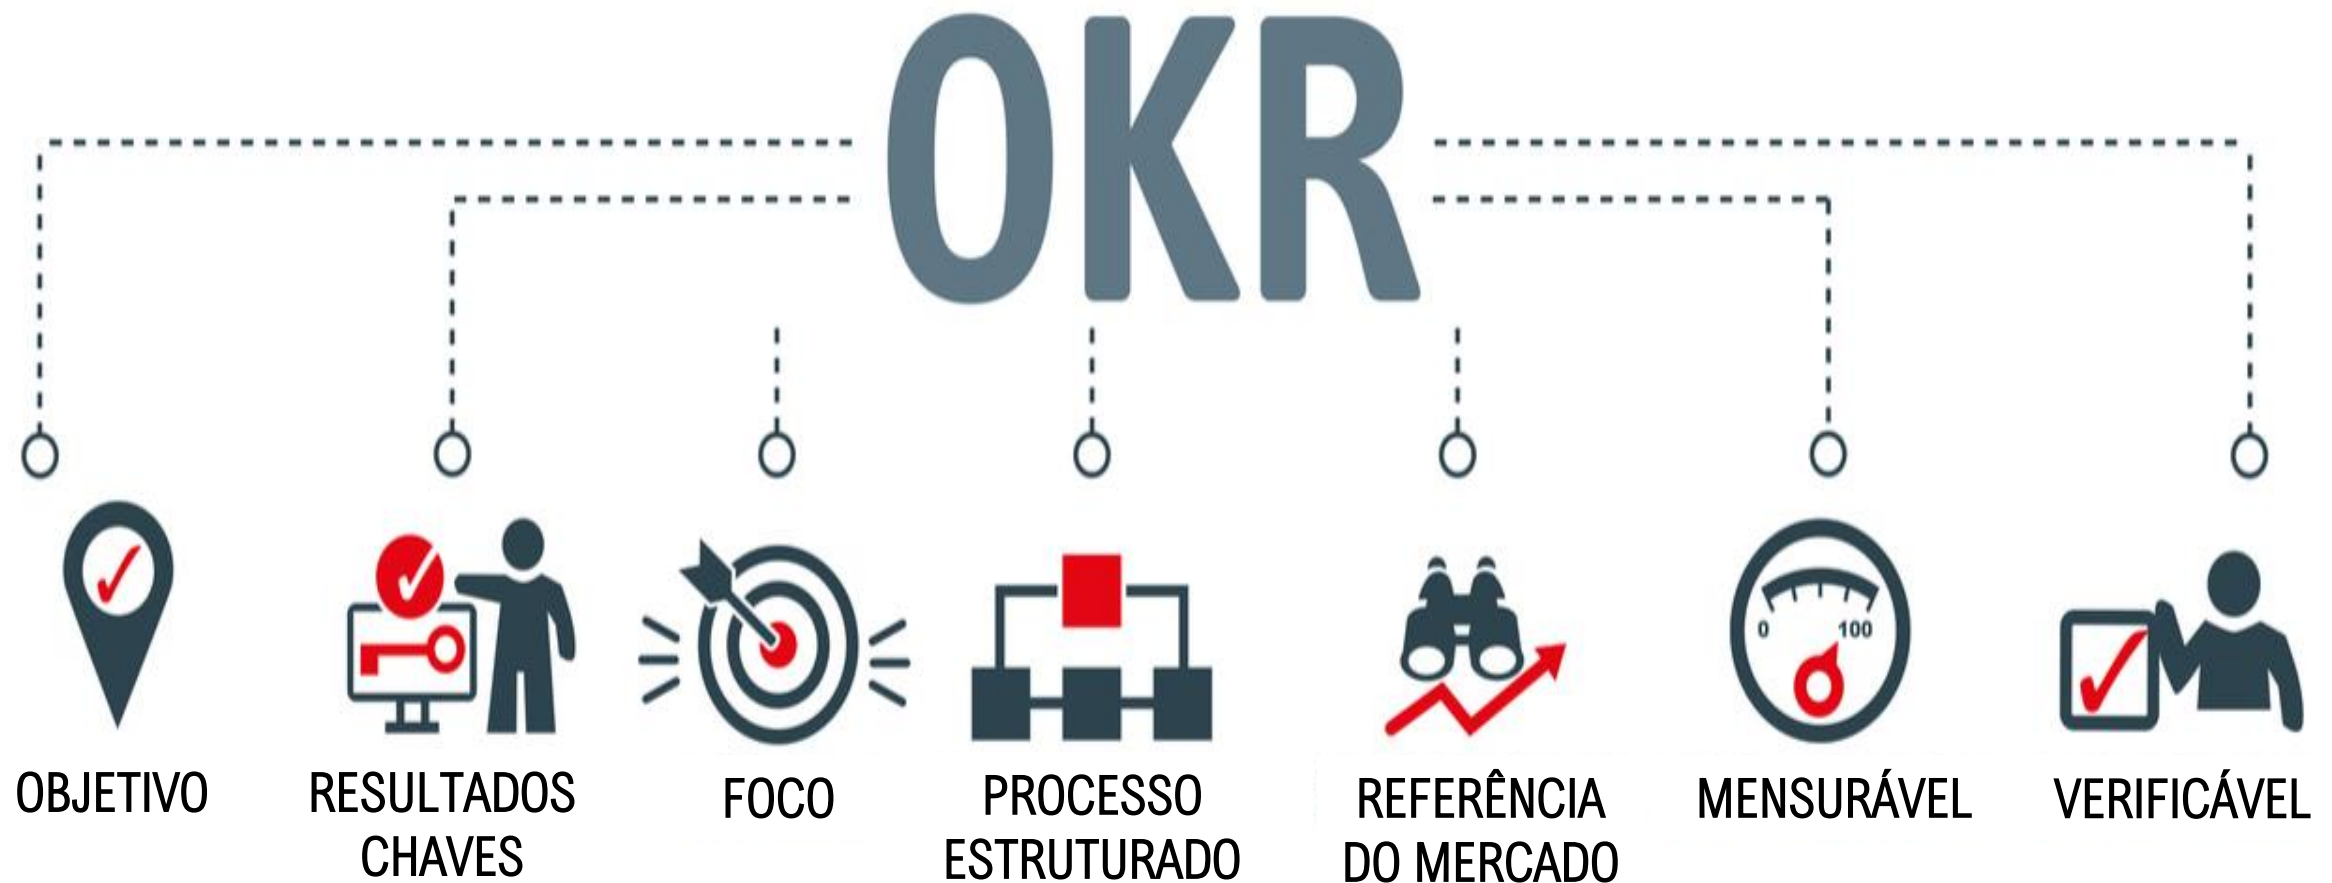 OKR
0 100
OBJETIVO
RESULTADOS
CHAVES
FOCO
PROCESSO
ESTRUTURADO
REFERÊNCIA
DO MERCADO
MENSURÁVEL
VERIFICÁVEL